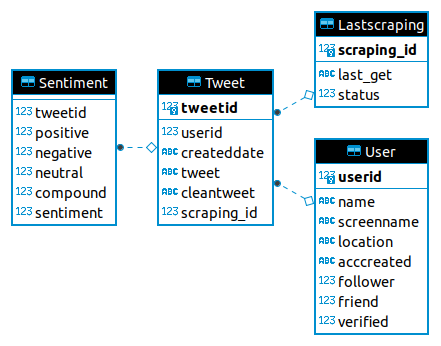 Sentiment
123 tweetid
123 positive
123 negative
123 neutral
123 compound
123 sentiment
Tweet
123 tweetid
123 userid
ABC createddate
ABC tweet
ABC cleantweet
123 scraping_id
Lastscraping
123 scraping_id
ABC last_get
123 status
User
123 userid
ABC name
ABC screenname
ABC location
ABC acccreated
123 follower
123 friend
123 verified